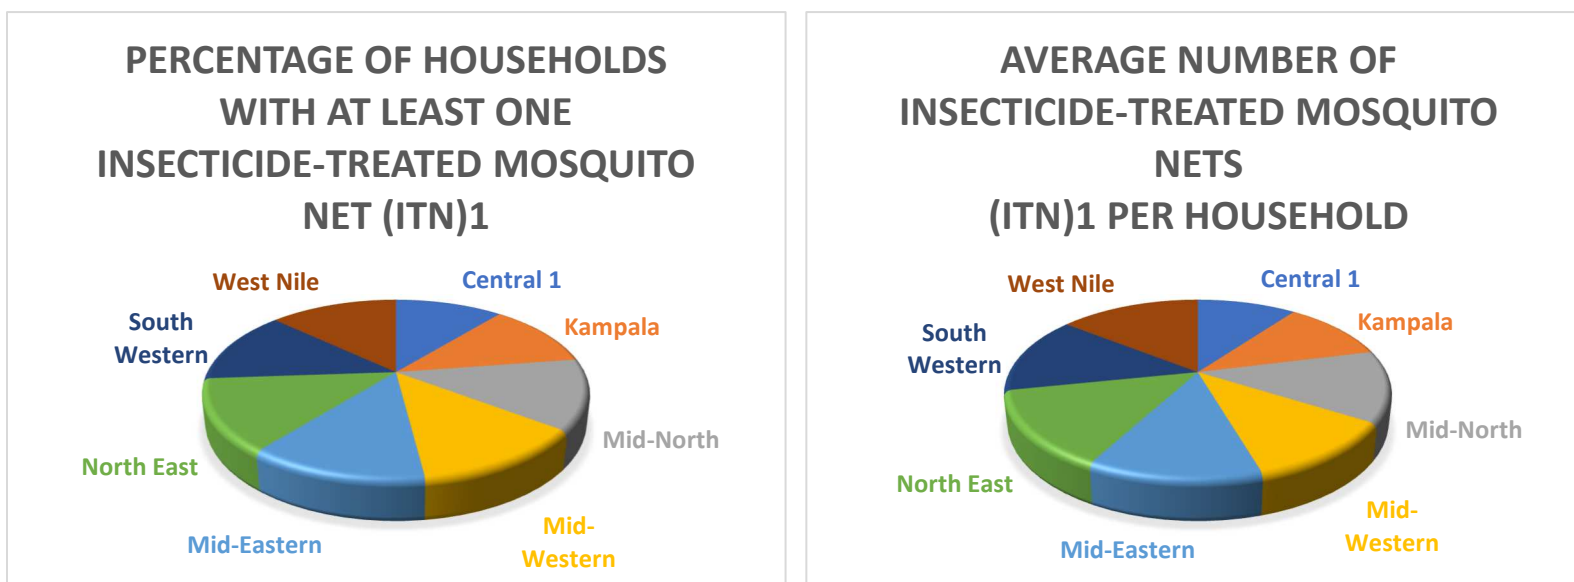 PERCENTAGE OF HOUSEHOLDS
WITH AT LEAST ONE
INSECTICIDE-TREATED MOSQUITO
NET (ITN)1
West Nile
Central 1
South
Western
Kampala
Mid-North
North East
Mid-Eastern
Mid-
Western
AVERAGE NUMBER OF
INSECTICIDE-TREATED MOSQUITO
NETS
(ITN)1 PER HOUSEHOLD
West Nile
Central 1
South
Western
Kampala
Mid-North
North East
Mid-Eastern
Mid-
Western